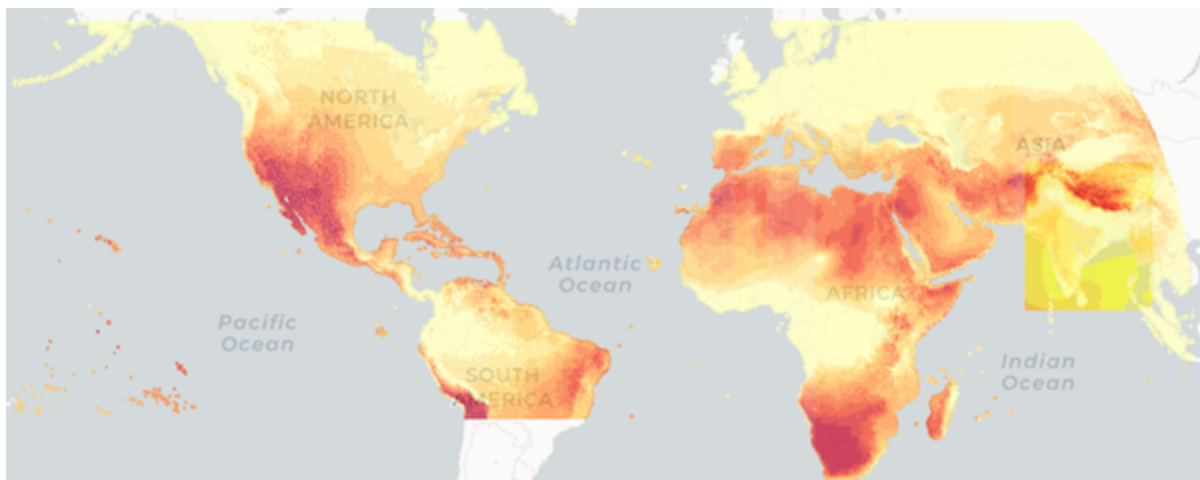 NORTH
AMERICA
ASIA
Atlantic
Ocean
AFRICA
Pacific
Ocean
Indian
Ocean
SOUTH
AMERICA